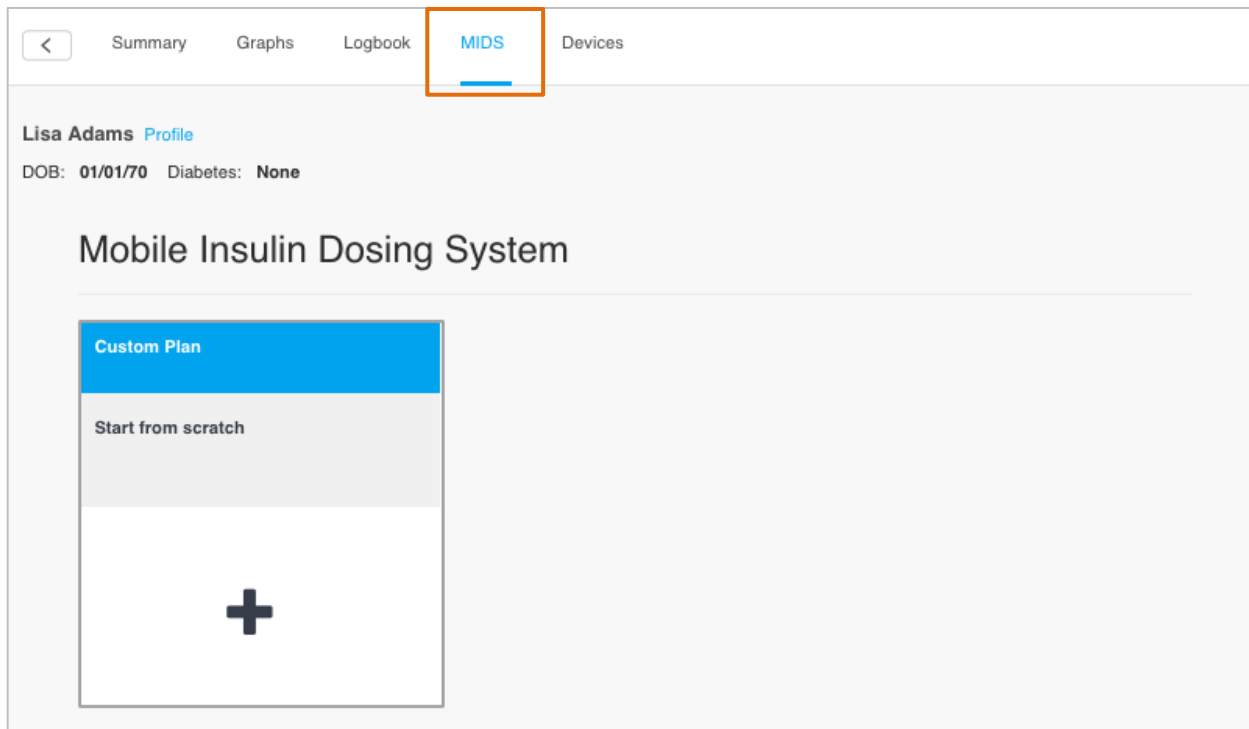 Summary Graphs Logbook MIDS Devices
Lisa Adams Profile
DOB: 01/01/70 Diabetes: None
Mobile Insulin Dosing System
Custom Plan
Start from scratch